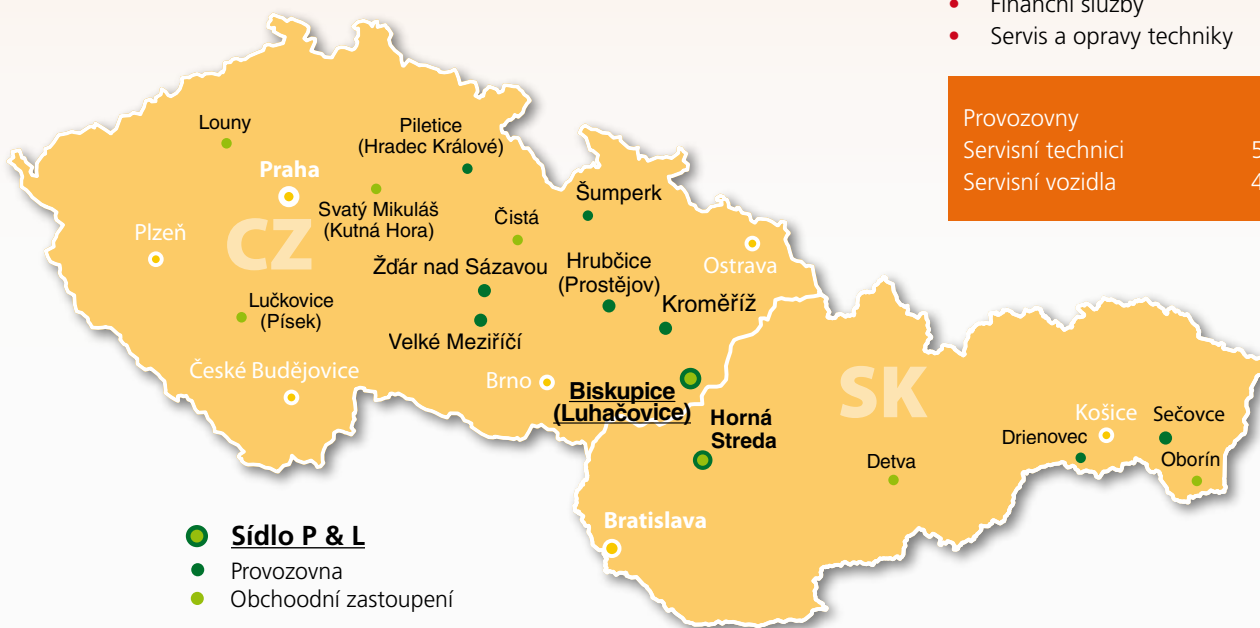 Finanční služby
Servis a opravy techniky
Provozovny
Servisní technici 5
Servisní vozidla 4
Louny
Piletice
(Hradec Králové)
Praha
Svatý Mikuláš
(Kutná Hora)
Šumperk
Čistá
Plzeň
CZ
Žďár nad Sázavou
Hrubčice
(Prostějov)
Ostrava
Kroměříž
Lučkovice
(Písek)
Velké Meziříčí
České Budějovice
Brno
Biskupice
(Luhačovice)
SK
Horná
Streda
Košice
Sečovce
Drienovec
Detva
Oborín
Bratislava
Sídlo P & L
Provozovna
Obchoodní zastoupení